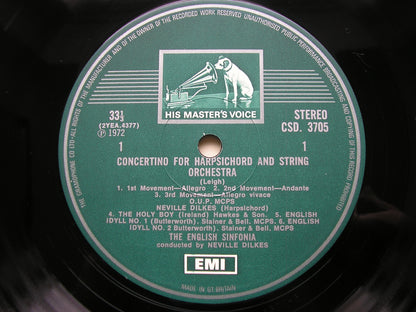 THE GRAMOPHONE CO LTD·ALL RIGHTS OF THE MANUFACTURER AND OF THE OWNER OF THE RECORDED WORK RESERVED UNAUTHORISED PUBLIC PERFORMANCE BROADCASTING AND COPYING OF THIS RECORD PROHIBITED
HIS MASTER'S VOICE
33⅓
(2YEA.4377)
Ⓟ 1972
STEREO
CSD. 3705
1
1
CONCERTINO FOR HARPSICHORD AND STRING
ORCHESTRA
(Leigh)
1. 1st Movement—Allegro 2. 2nd Movement—Andante
3. 3rd Movement—Allegro vivace
O.U.P. MCPS
NEVILLE DILKES (Harpsichord)
4. THE HOLY BOY (Ireland) Hawkes & Son. 5. ENGLISH
IDYLL NO. 1 (Butterworth). Stainer & Bell, MCPS. 6. ENGLISH
IDYLL NO. 2 Butterworth). Stainer & Bell, MCPS
THE ENGLISH SINFONIA
conducted by NEVILLE DILKES
EMI
MADE IN GT. BRITAIN